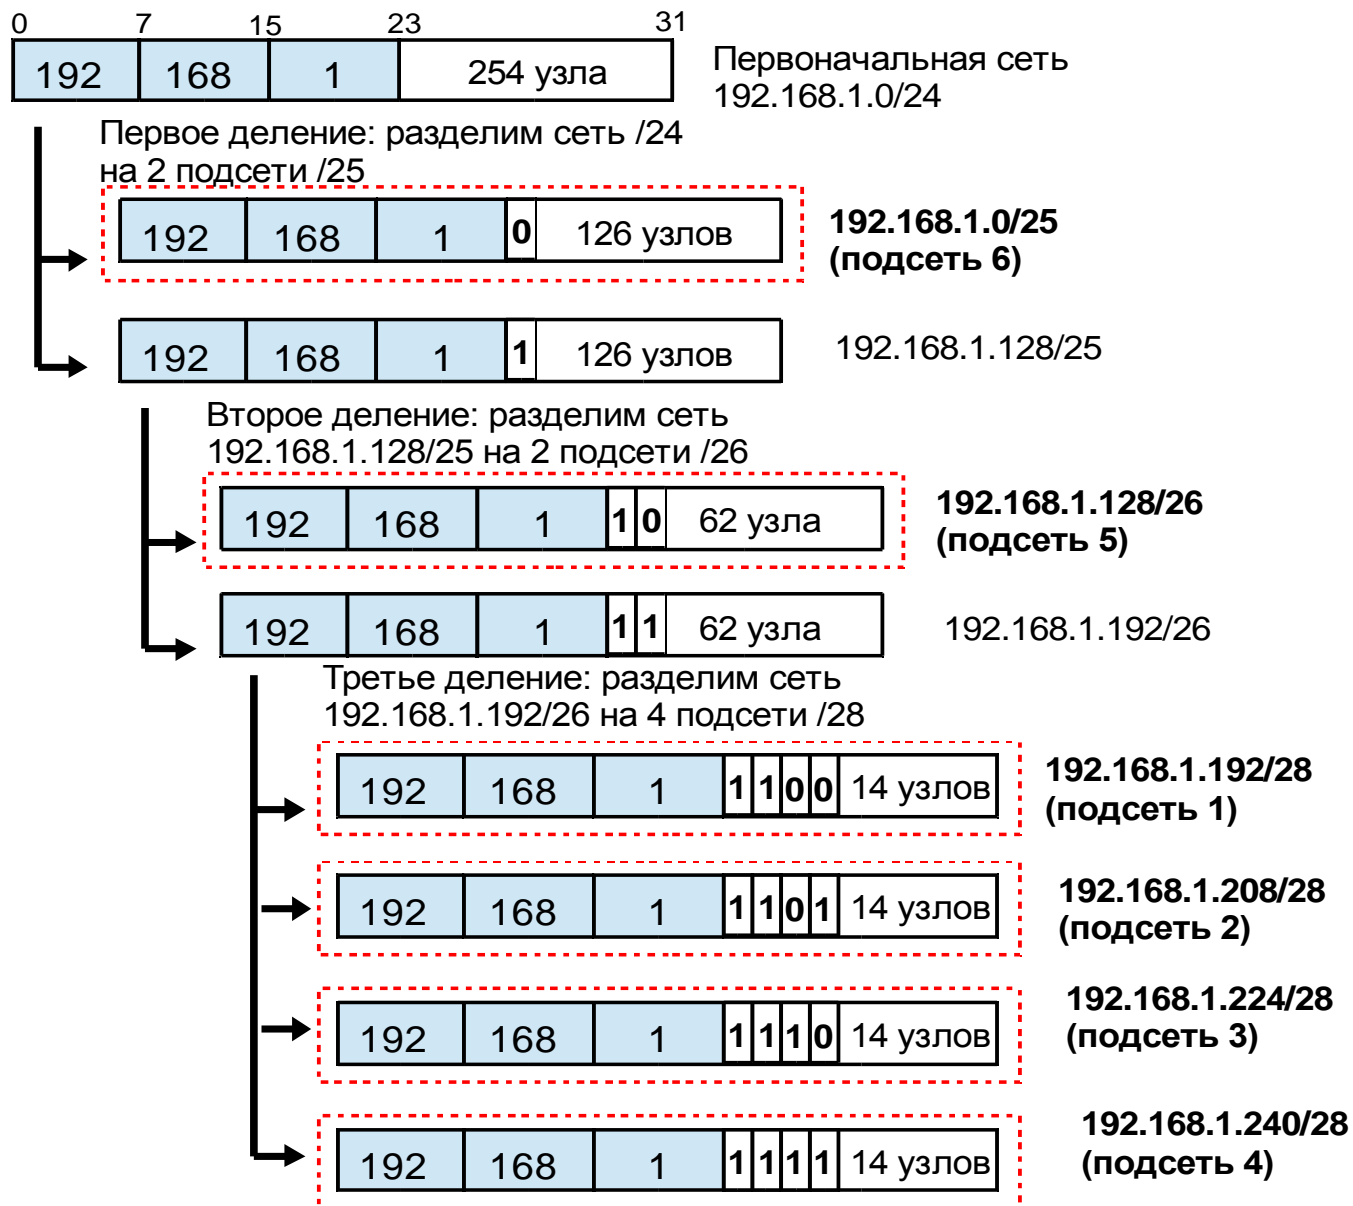 0 7 15 23 31
192 168 1 254 узла
Первоначальная сеть
192.168.1.0/24
Первое деление: разделим сеть /24
на 2 подсети /25
192 168 1 0 126 узлов
192.168.1.0/25
(подсеть 6)
192 168 1 1 126 узлов
192.168.1.128/25
Второе деление: разделим сеть
192.168.1.128/25 на 2 подсети /26
192 168 1 1 0 62 узла
192.168.1.128/26
(подсеть 5)
192 168 1 1 1 62 узла
192.168.1.192/26
Третье деление: разделим сеть
192.168.1.192/26 на 4 подсети /28
192 168 1 1 1 0 0 14 узлов
192.168.1.192/28
(подсеть 1)
192 168 1 1 1 0 1 14 узлов
192.168.1.208/28
(подсеть 2)
192 168 1 1 1 1 0 14 узлов
192.168.1.224/28
(подсеть 3)
192 168 1 1 1 1 1 14 узлов
192.168.1.240/28
(подсеть 4)